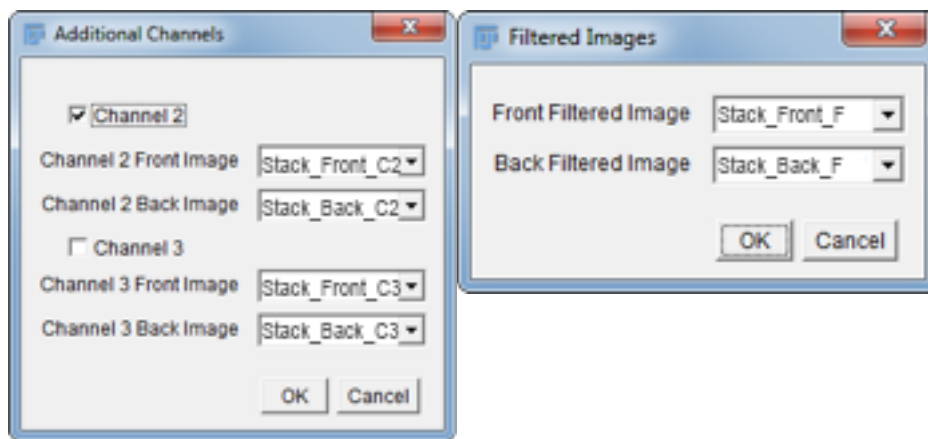 Additional Channels
Channel 2
Channel 2 Front Image Stack_Front_C2
Channel 2 Back Image Stack_Back_C2
Channel 3
Channel 3 Front Image Stack_Front_C3
Channel 3 Back Image Stack_Back_C3
OK Cancel
Filtered Images
Front Filtered Image Stack_Front_F
Back Filtered Image Stack_Back_F
OK Cancel